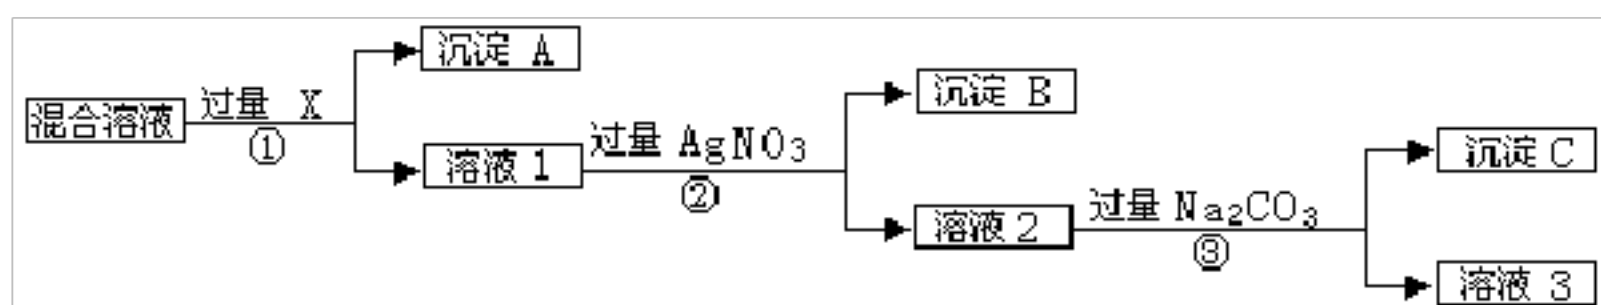 混合溶液
过量 X
①
沉淀 A
溶液 1
过量 AgNO₃
②
沉淀 B
溶液 2
过量 Na₂CO₃
③
沉淀 C
溶液 3